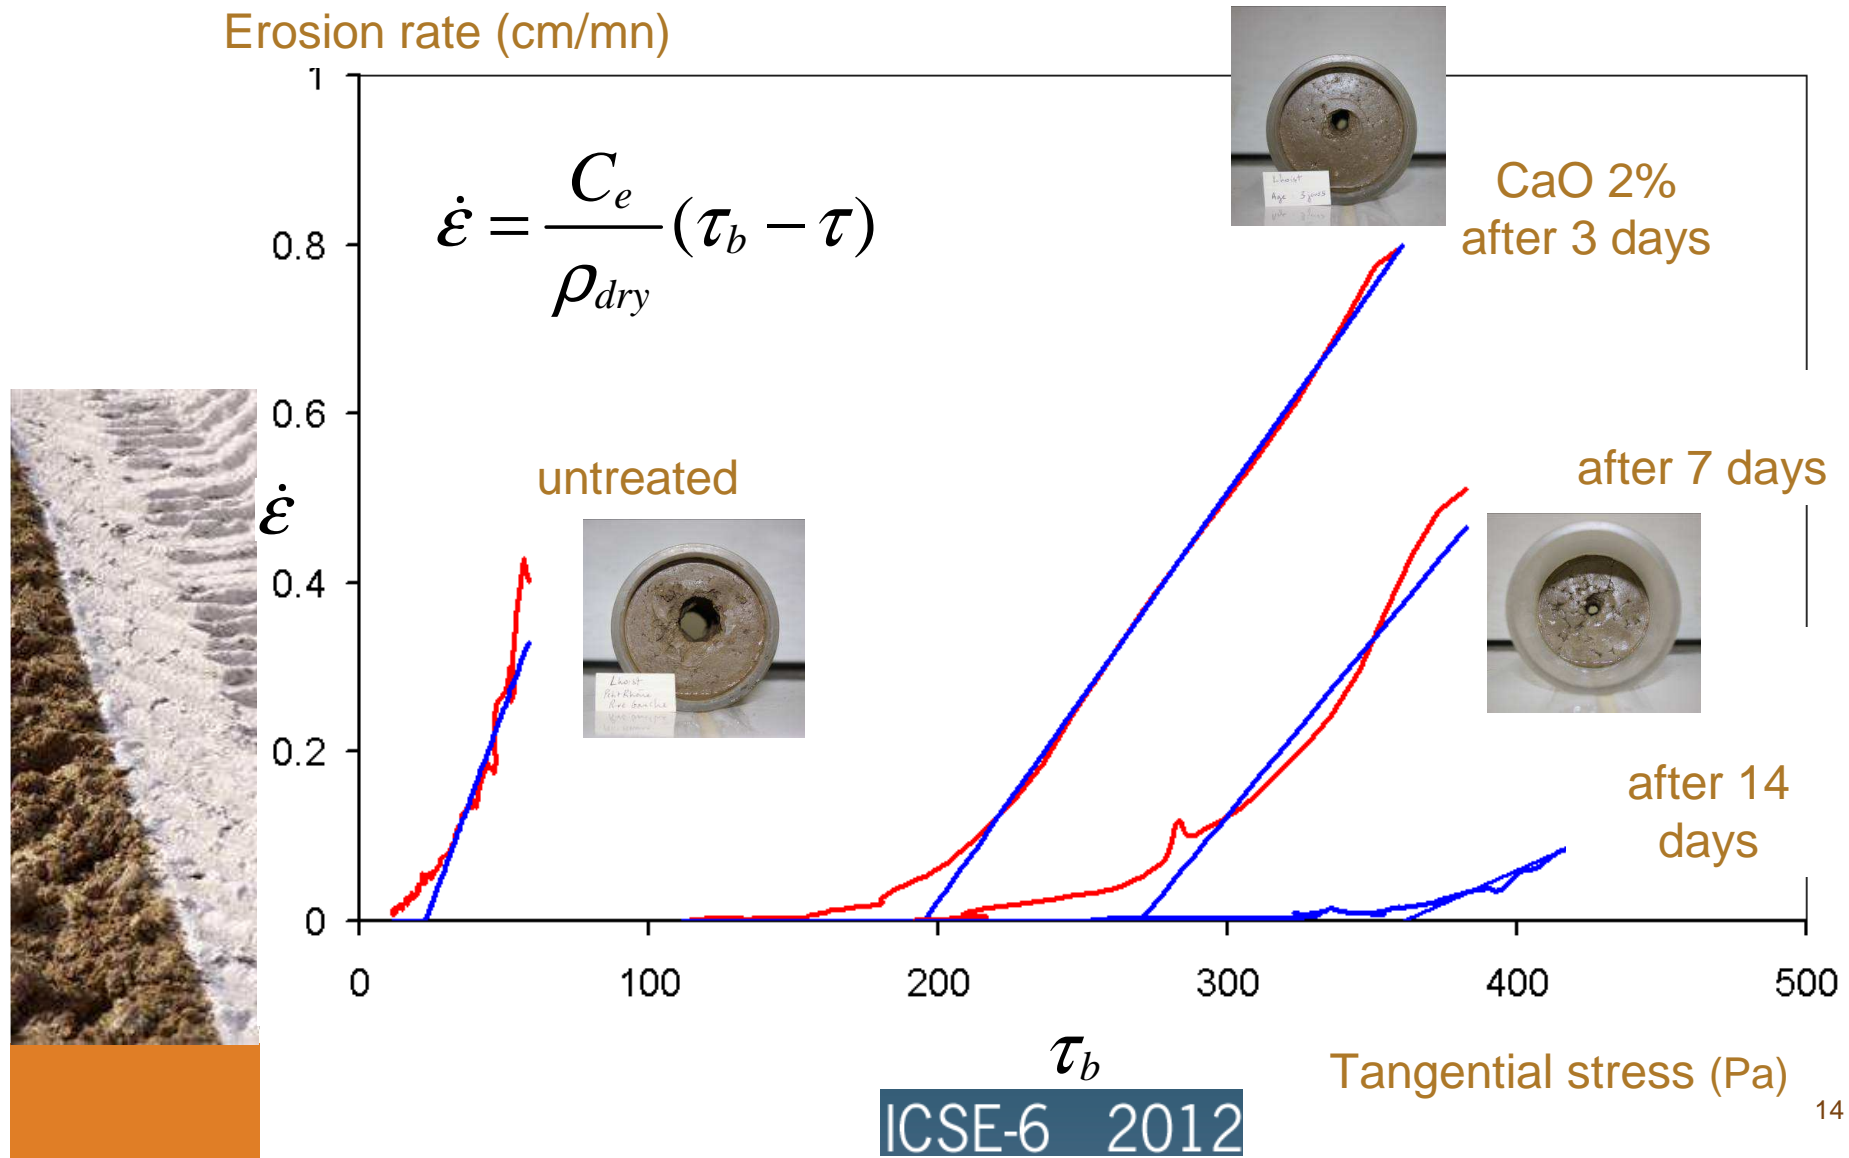 Erosion rate (cm/mn)
1
0.8
0.6
0.4
0.2
0
ε̇ = C_e / ρ_dry (τ_b − τ)
CaO 2%
after 3 days
Lhoist
untreated
after 7 days
ε̇
Lhoist
after 14
days
0 100 200 300 400 500
τ_b
Tangential stress (Pa)
ICSE-6 2012
14